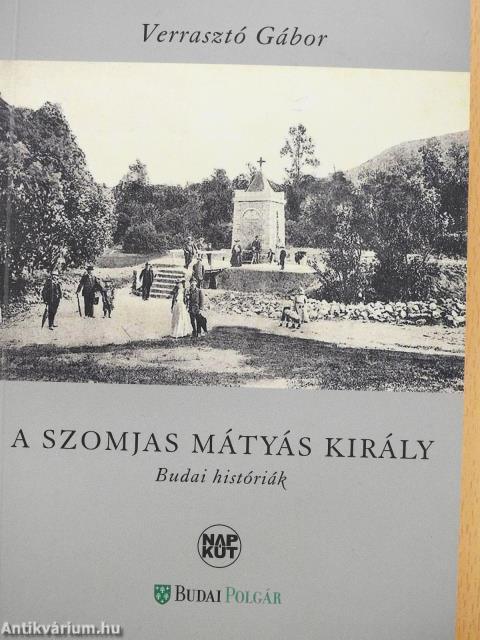 Verrasztó Gábor
A SZOMJAS MÁTYÁS KIRÁLY
Budai históriák
NAP
KÚT
BUDAI POLGÁR
Antikvárium.hu